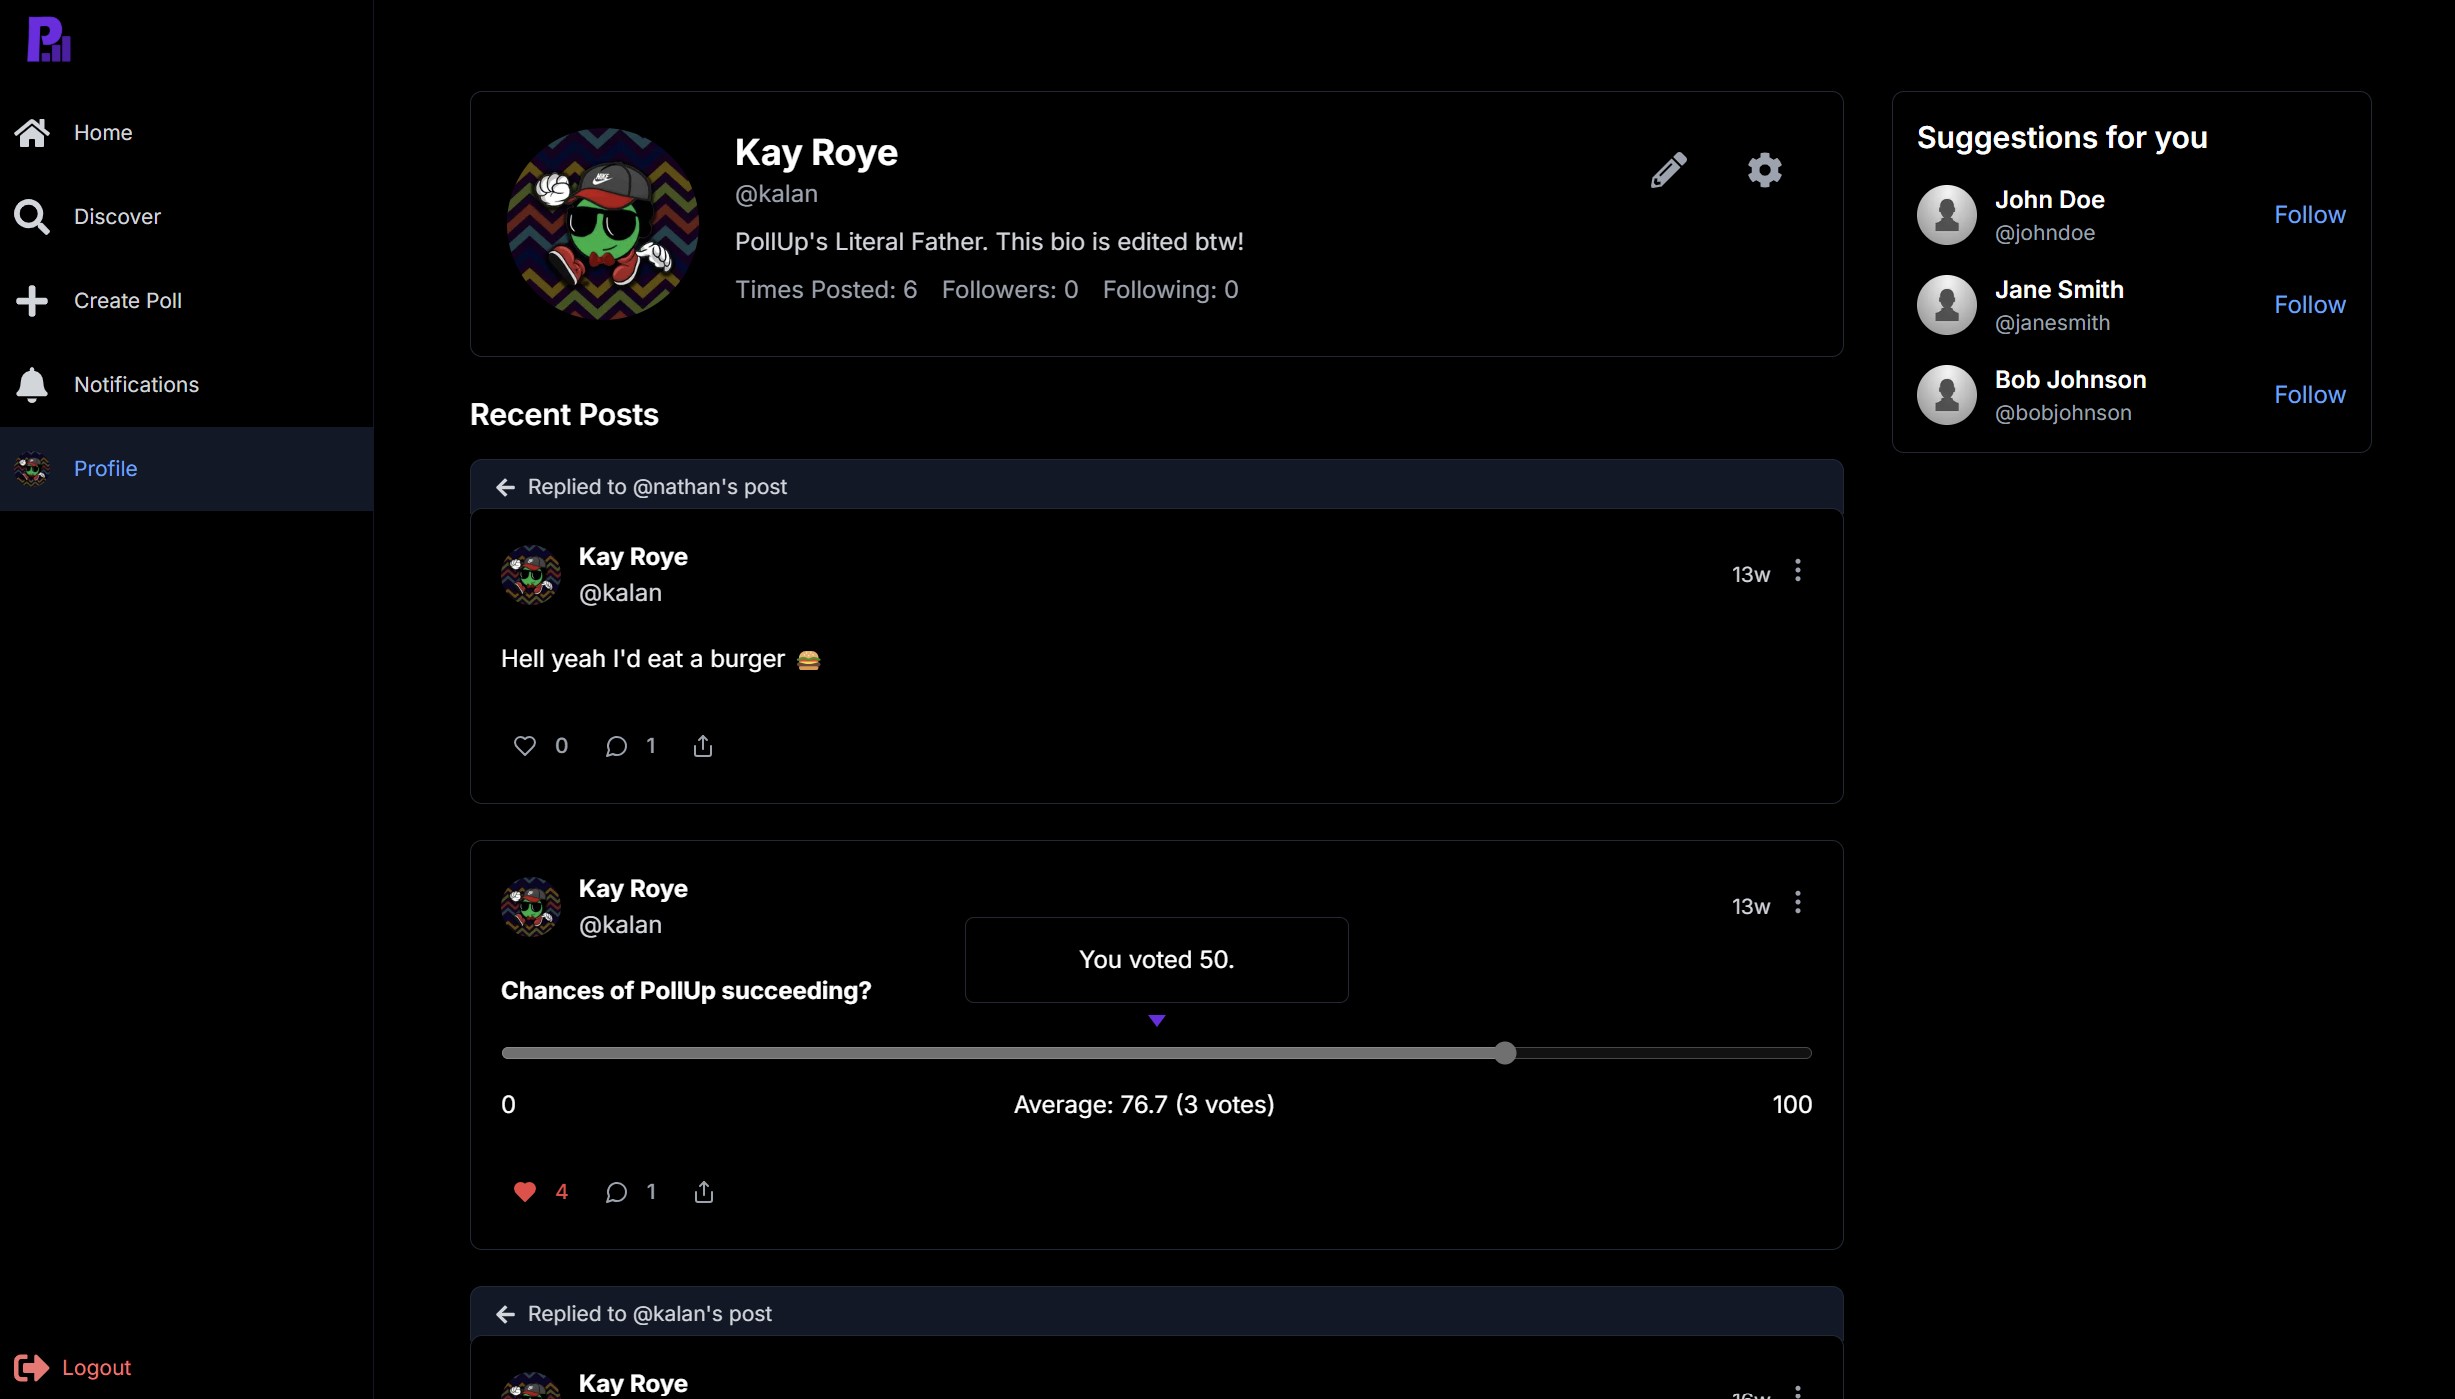 Home
Discover
Create Poll
Notifications
Profile
Logout
Kay Roye
@kalan
PollUp's Literal Father. This bio is edited btw!
Times Posted: 6 Followers: 0 Following: 0
Recent Posts
Replied to @nathan's post
Kay Roye
@kalan
13w
Hell yeah I'd eat a burger 🍔
0 1
Kay Roye
@kalan
13w
You voted 50.
Chances of PollUp succeeding?
0 Average: 76.7 (3 votes) 100
4 1
Replied to @kalan's post
Kay Roye
Suggestions for you
John Doe
@johndoe
Follow
Jane Smith
@janesmith
Follow
Bob Johnson
@bobjohnson
Follow